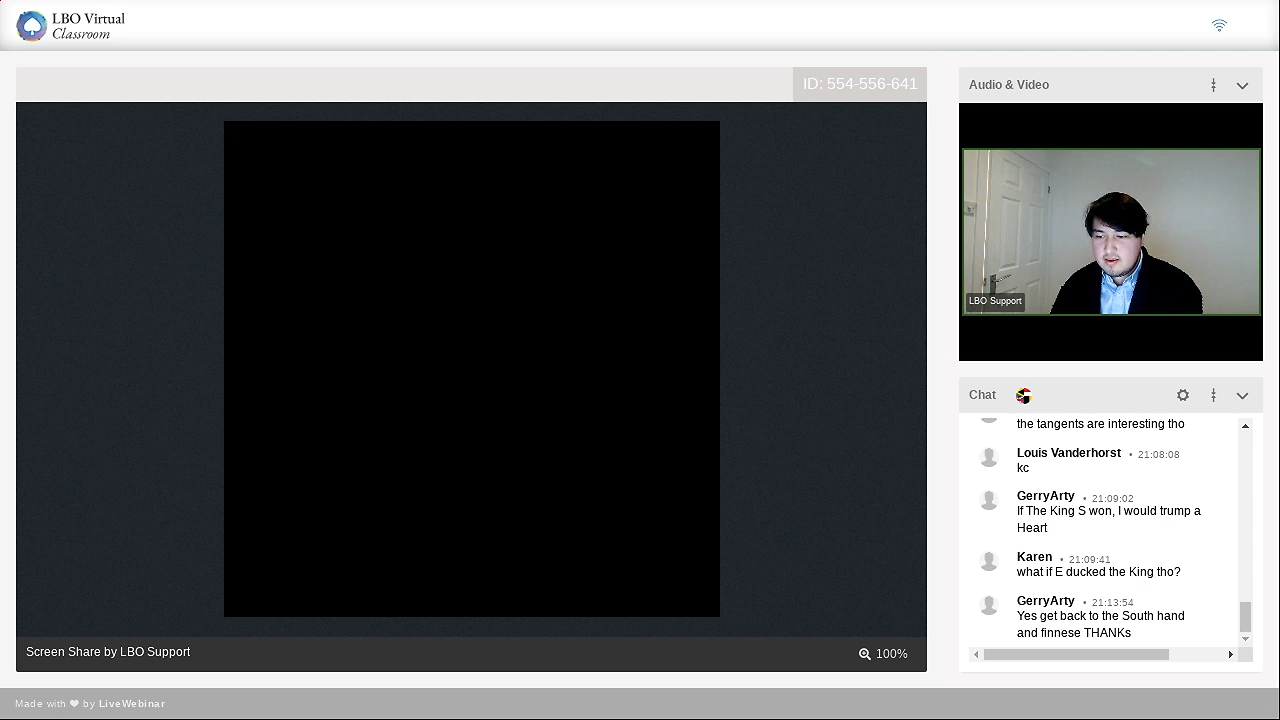 LBO Virtual
Classroom
ID: 554-556-641
Audio & Video
LBO Support
Chat
the tangents are interesting tho
Louis Vanderhorst • 21:08:08
kc
GerryArty • 21:09:02
If The King S won, I would trump a
Heart
Karen • 21:09:41
what if E ducked the King tho?
GerryArty • 21:13:54
Yes get back to the South hand
and finnese THANKs
Screen Share by LBO Support
100%
Made with ❤ by LiveWebinar